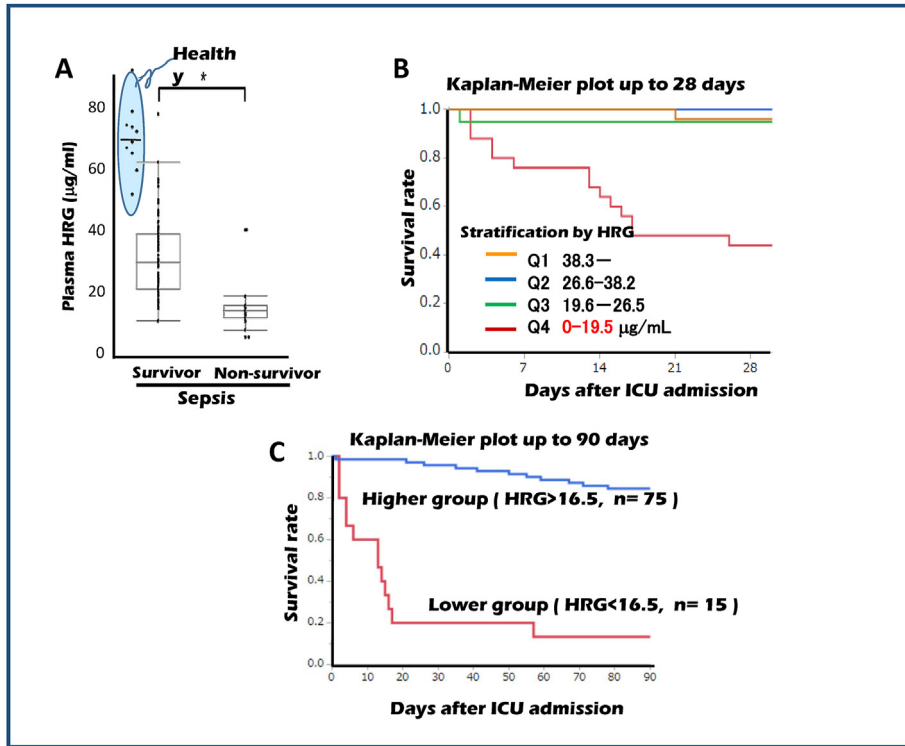 A
Health
y *
Plasma HRG (μg/ml)
80
60
40
20
0
Survivor Non-survivor
Sepsis
B
Kaplan-Meier plot up to 28 days
Survival rate
1.0
0.8
0.6
0.4
0.2
0.0
Stratification by HRG
Q1 38.3—
Q2 26.6–38.2
Q3 19.6—26.5
Q4 0–19.5 μg/mL
0 7 14 21 28
Days after ICU admission
C
Kaplan-Meier plot up to 90 days
Survival rate
1.0
0.8
0.6
0.4
0.2
0.0
Higher group ( HRG>16.5, n= 75 )
Lower group ( HRG<16.5, n= 15 )
0 10 20 30 40 50 60 70 80 90
Days after ICU admission